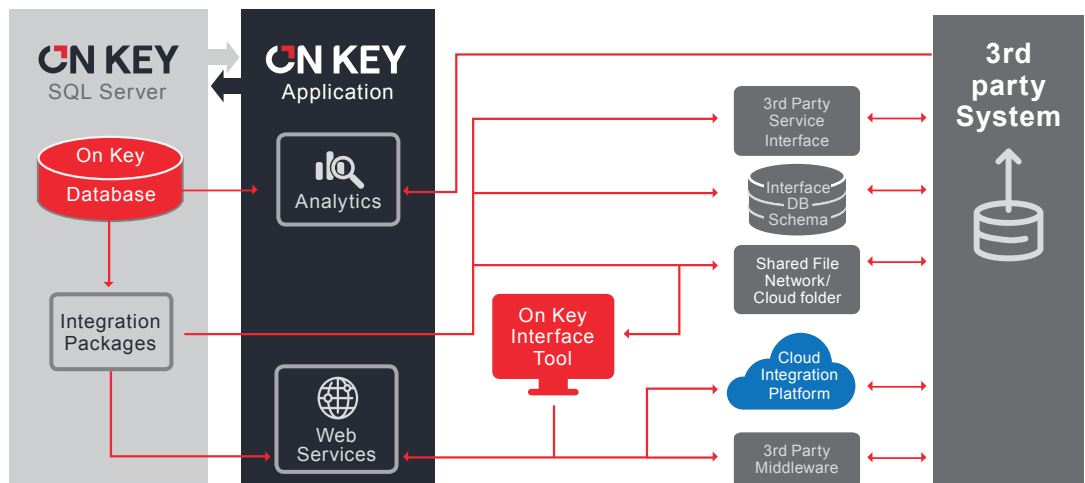 ON KEY
SQL Server
On Key
Database
Integration
Packages
ON KEY
Application
Analytics
Web
Services
On Key
Interface
Tool
3rd Party
Service
Interface
Interface
DB
Schema
Shared File
Network/
Cloud folder
Cloud
Integration
Platform
3rd Party
Middleware
3rd
party
System